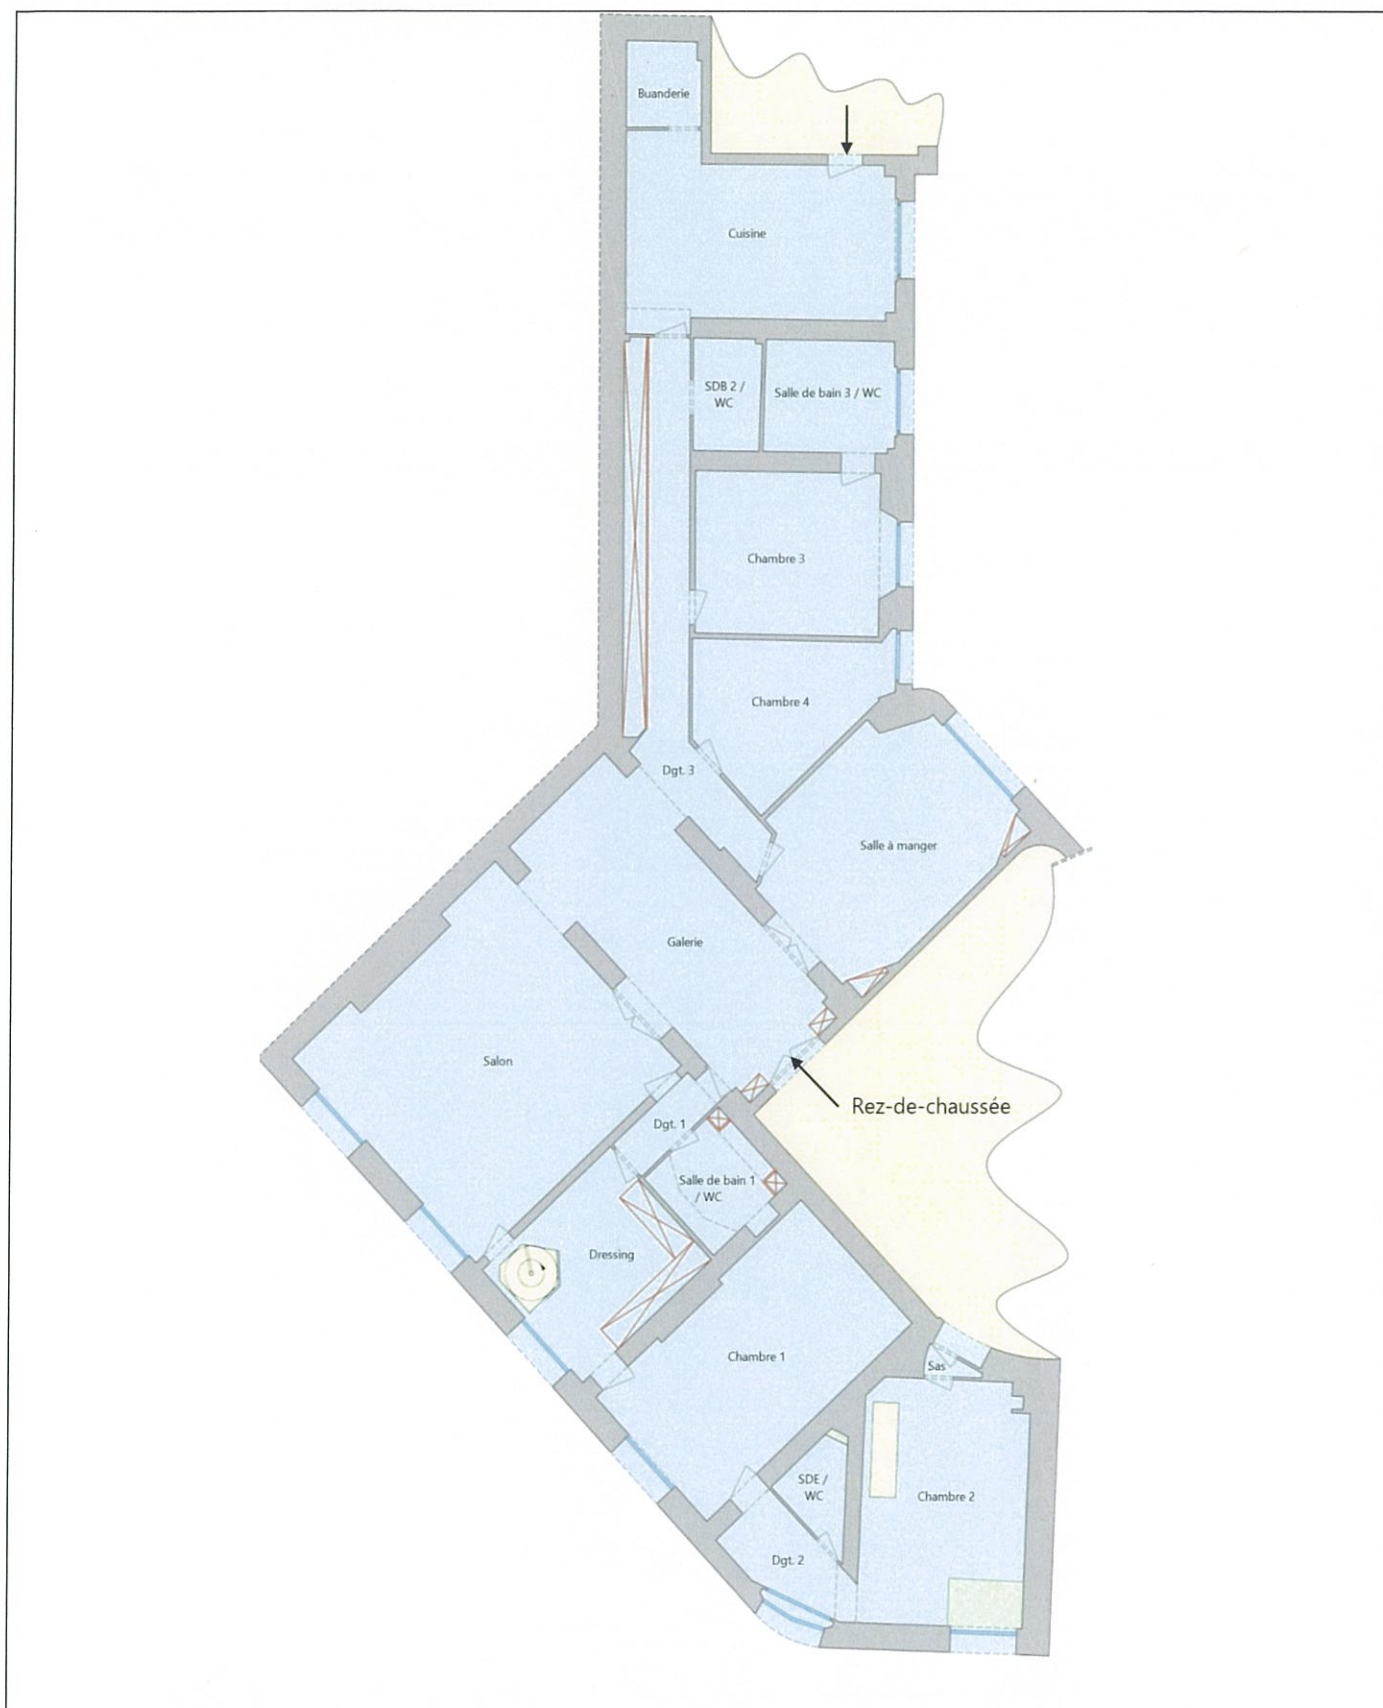 Buanderie
Cuisine
SDB 2 /
WC
Salle de bain 3 / WC
Chambre 3
Chambre 4
Dgt. 3
Salle à manger
Galerie
Salon
Rez-de-chaussée
Dgt. 1
Salle de bain 1
/ WC
Dressing
Chambre 1
Sas
SDE /
WC
Chambre 2
Dgt. 2